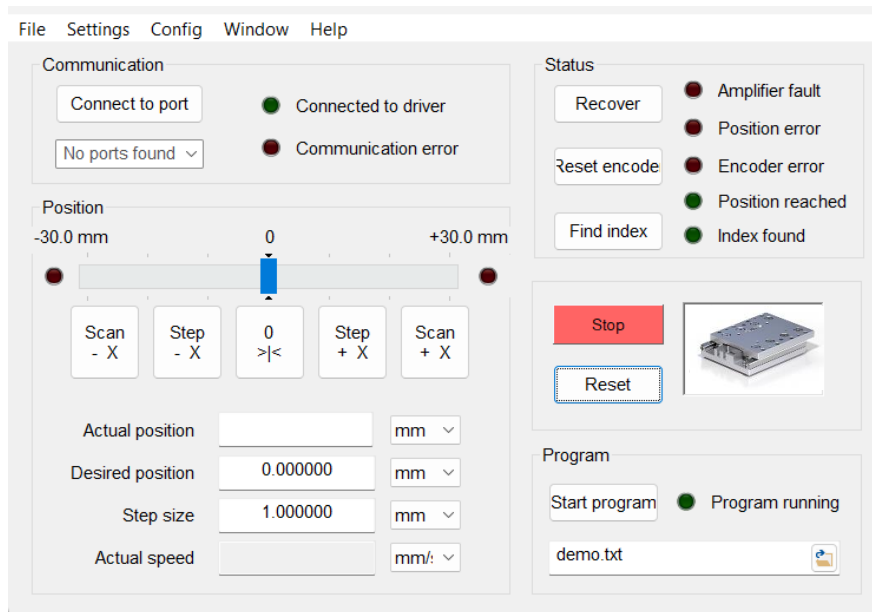 File Settings Config Window Help
Communication
Connect to port
Connected to driver
No ports found
Communication error
Position
-30.0 mm 0 +30.0 mm
Scan
- X
Step
- X
0
>|<
Step
+ X
Scan
+ X
Actual position mm
Desired position 0.000000 mm
Step size 1.000000 mm
Actual speed mm/s
Status
Recover
Reset encode
Find index
Amplifier fault
Position error
Encoder error
Position reached
Index found
Stop
Reset
Program
Start program
Program running
demo.txt